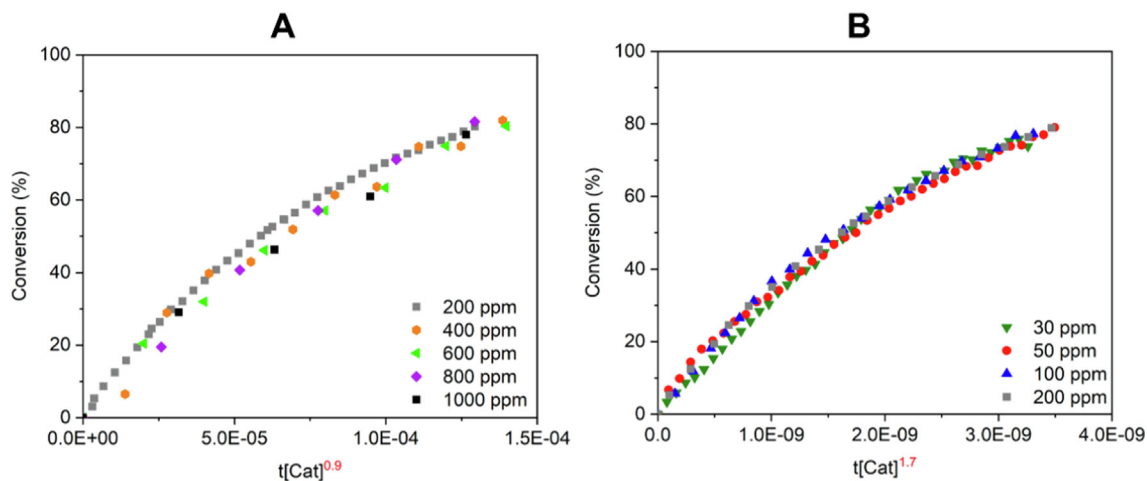 A
B
100
80
60
40
20
0
Conversion (%)
0.0E+00
5.0E-05
1.0E-04
1.5E-04
t[Cat]0.9
200 ppm
400 ppm
600 ppm
800 ppm
1000 ppm
100
80
60
40
20
0
Conversion (%)
0.0
1.0E-09
2.0E-09
3.0E-09
4.0E-09
t[Cat]1.7
30 ppm
50 ppm
100 ppm
200 ppm